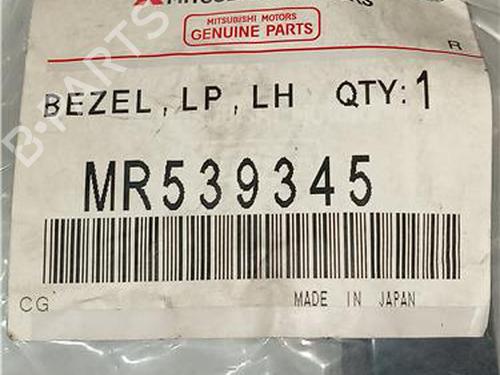 MITSUBISHI MOTORS
GENUINE PARTS
R
BEZEL, LP, LH QTY: 1
MR539345
CG MADE IN JAPAN
B-PARTS